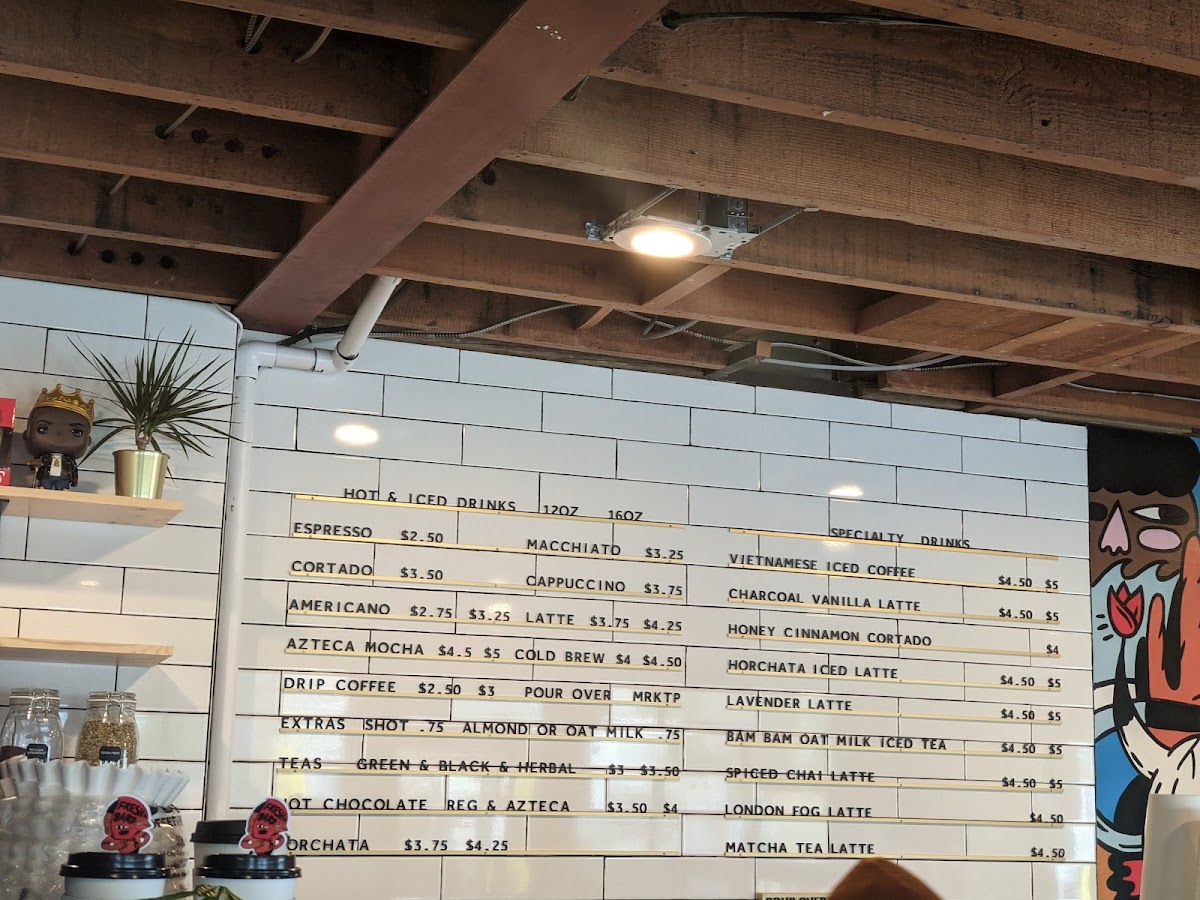 HOT & ICED DRINKS 12OZ 16OZ
ESPRESSO $2.50 MACCHIATO $3.25
CORTADO $3.50 CAPPUCCINO $3.75
AMERICANO $2.75 $3.25 LATTE $3.75 $4.25
AZTECA MOCHA $4.5 $5 COLD BREW $4 $4.50
DRIP COFFEE $2.50 $3 POUR OVER MRKTP
EXTRAS SHOT .75 ALMOND OR OAT MILK .75
TEAS GREEN & BLACK & HERBAL $3 $3.50
HOT CHOCOLATE REG & AZTECA $3.50 $4
ORCHATA $3.75 $4.25
SPECIALTY DRINKS
VIETNAMESE ICED COFFEE $4.50 $5
CHARCOAL VANILLA LATTE $4.50 $5
HONEY CINNAMON CORTADO $4
HORCHATA ICED LATTE $4.50 $5
LAVENDER LATTE $4.50 $5
BAM BAM OAT MILK ICED TEA $4.50 $5
SPICED CHAI LATTE $4.50 $5
LONDON FOG LATTE $4.50
MATCHA TEA LATTE $4.50
POUR OVER
FRESH
FRESH